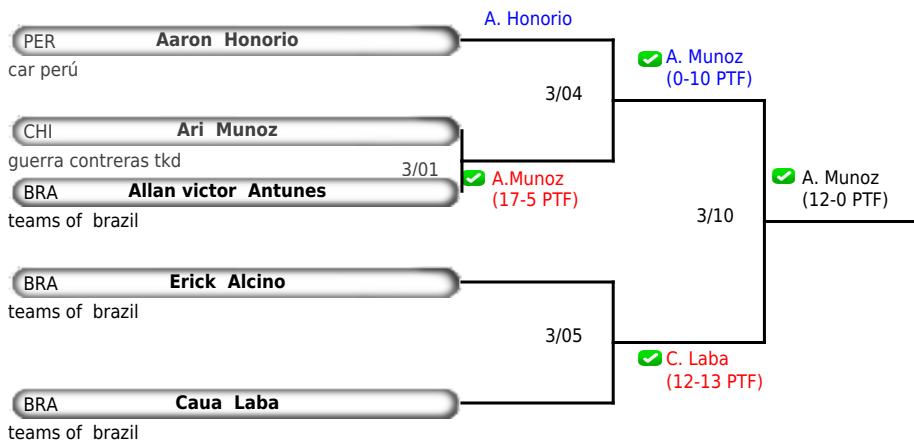 A. Honorio
PER Aaron Honorio
car perú
A. Munoz
(0-10 PTF)
3/04
CHI Ari Munoz
guerra contreras tkd
3/01
A.Munoz
(17-5 PTF)
A. Munoz
(12-0 PTF)
BRA Allan victor Antunes
teams of brazil
3/10
BRA Erick Alcino
teams of brazil
3/05
C. Laba
(12-13 PTF)
BRA Caua Laba
teams of brazil